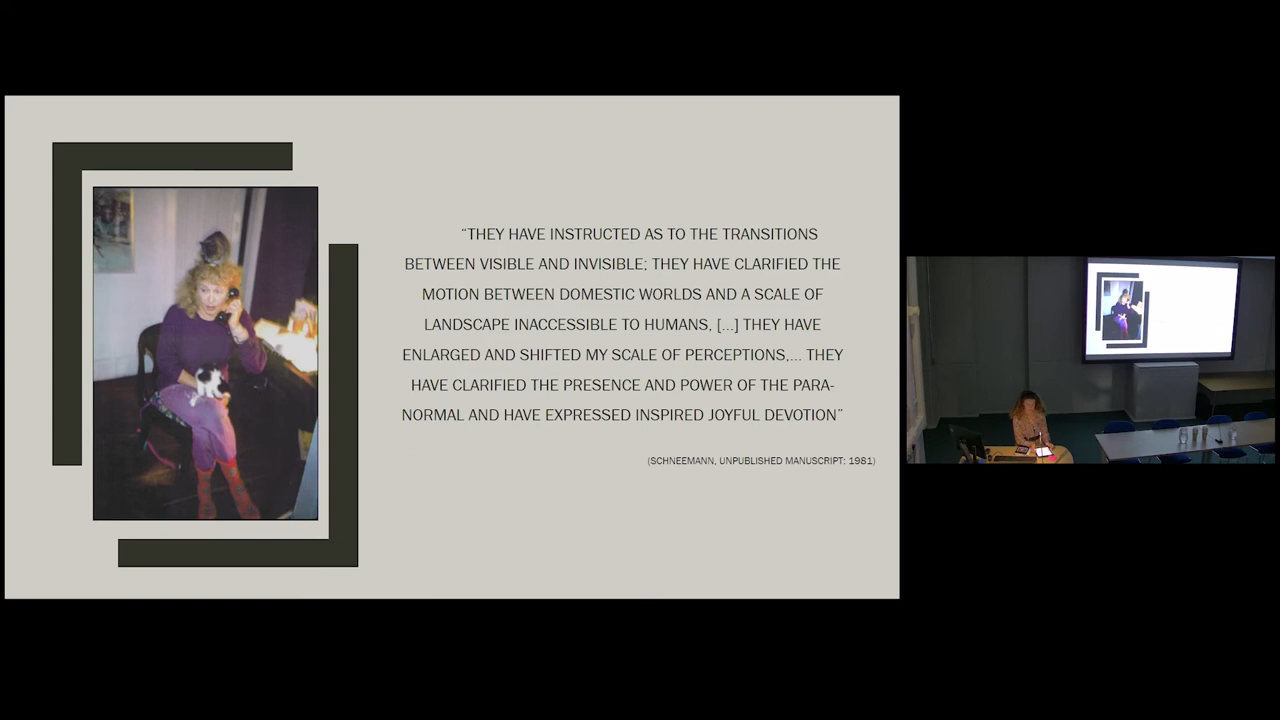 “THEY HAVE INSTRUCTED AS TO THE TRANSITIONS
BETWEEN VISIBLE AND INVISIBLE; THEY HAVE CLARIFIED THE
MOTION BETWEEN DOMESTIC WORLDS AND A SCALE OF
LANDSCAPE INACCESSIBLE TO HUMANS, [...] THEY HAVE
ENLARGED AND SHIFTED MY SCALE OF PERCEPTIONS,... THEY
HAVE CLARIFIED THE PRESENCE AND POWER OF THE PARA-
NORMAL AND HAVE EXPRESSED INSPIRED JOYFUL DEVOTION”
(SCHNEEMANN, UNPUBLISHED MANUSCRIPT: 1981)